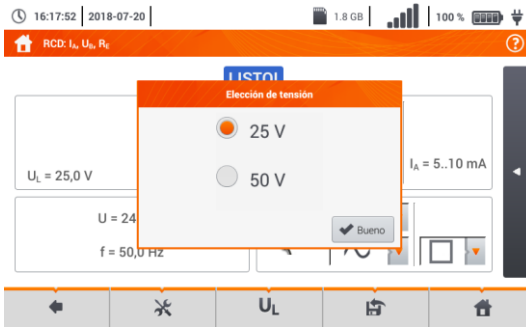 16:17:52 2018-07-20 1.8 GB 100 %
RCD: IA, UB, RE
?
¡LISTO!
Elección de tensión
25 V
50 V
UL = 25,0 V
IA = 5..10 mA
U = 24
Bueno
f = 50,0 Hz
UL